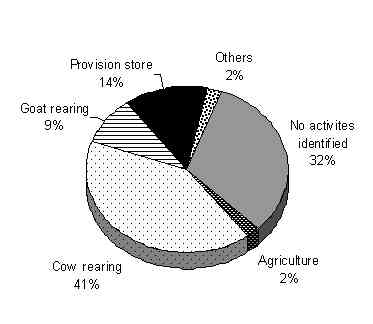 Others
2%
Provision store
14%
Goat rearing
9%
No activites
identified
32%
Agriculture
2%
Cow rearing
41%